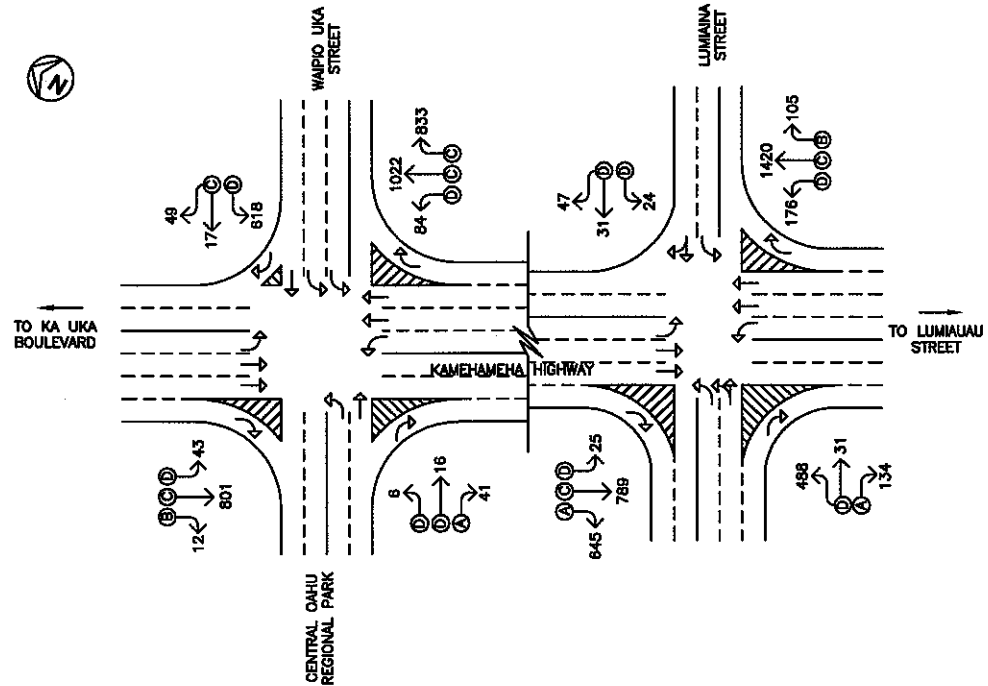 WAIPIO UKA
STREET
LUMIAINA
STREET
N
49
17
618
C D
1022
833
84
C
C
D
47
31
24
D D
1420
105
176
B
C
D
TO KA UKA
BOULEVARD
KAMEHAMEHA HIGHWAY
TO LUMIAUAU
STREET
B C D
43
801
12
6
16
41
D D A
A C D
25
789
645
488
31
134
D A
CENTRAL OAHU
REGIONAL PARK